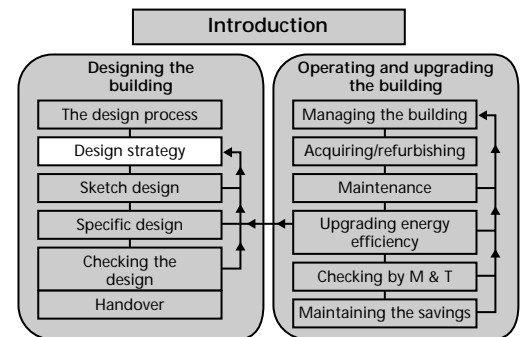 Introduction
Designing the
building
The design process
Design strategy
Sketch design
Specific design
Checking the
design
Handover
Operating and upgrading
the building
Managing the building
Acquiring/refurbishing
Maintenance
Upgrading energy
efficiency
Checking by M & T
Maintaining the savings